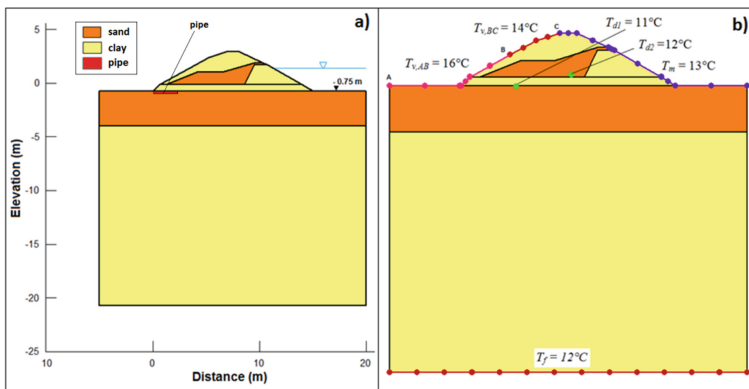 a)
sand
clay
pipe
pipe
- 0.75 m
Elevation (m)
5
0
-5
-10
-15
-20
-25
10
0
10
20
Distance (m)
b)
T_{v,BC} = 14°C
T_{d1} = 11°C
T_{d2} = 12°C
T_{v,AB} = 16°C
T_m = 13°C
A
B
C
T_f = 12°C